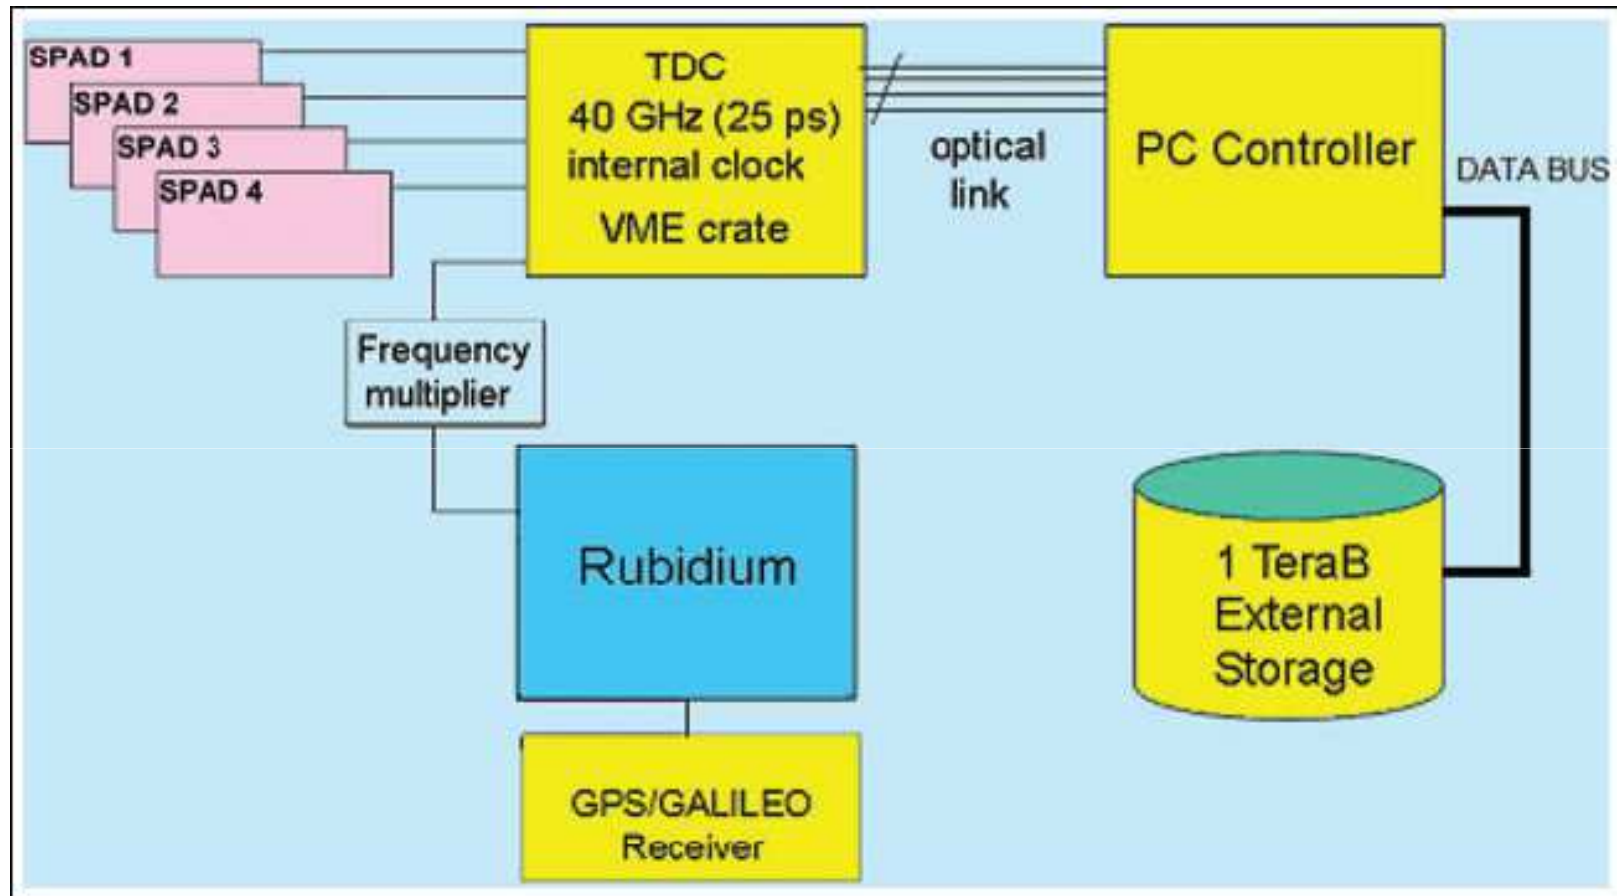 SPAD 1
SPAD 2
SPAD 3
SPAD 4
TDC
40 GHz (25 ps)
internal clock
VME crate
optical
link
PC Controller
DATA BUS
Frequency
multiplier
Rubidium
1 TeraB
External
Storage
GPS/GALILEO
Receiver